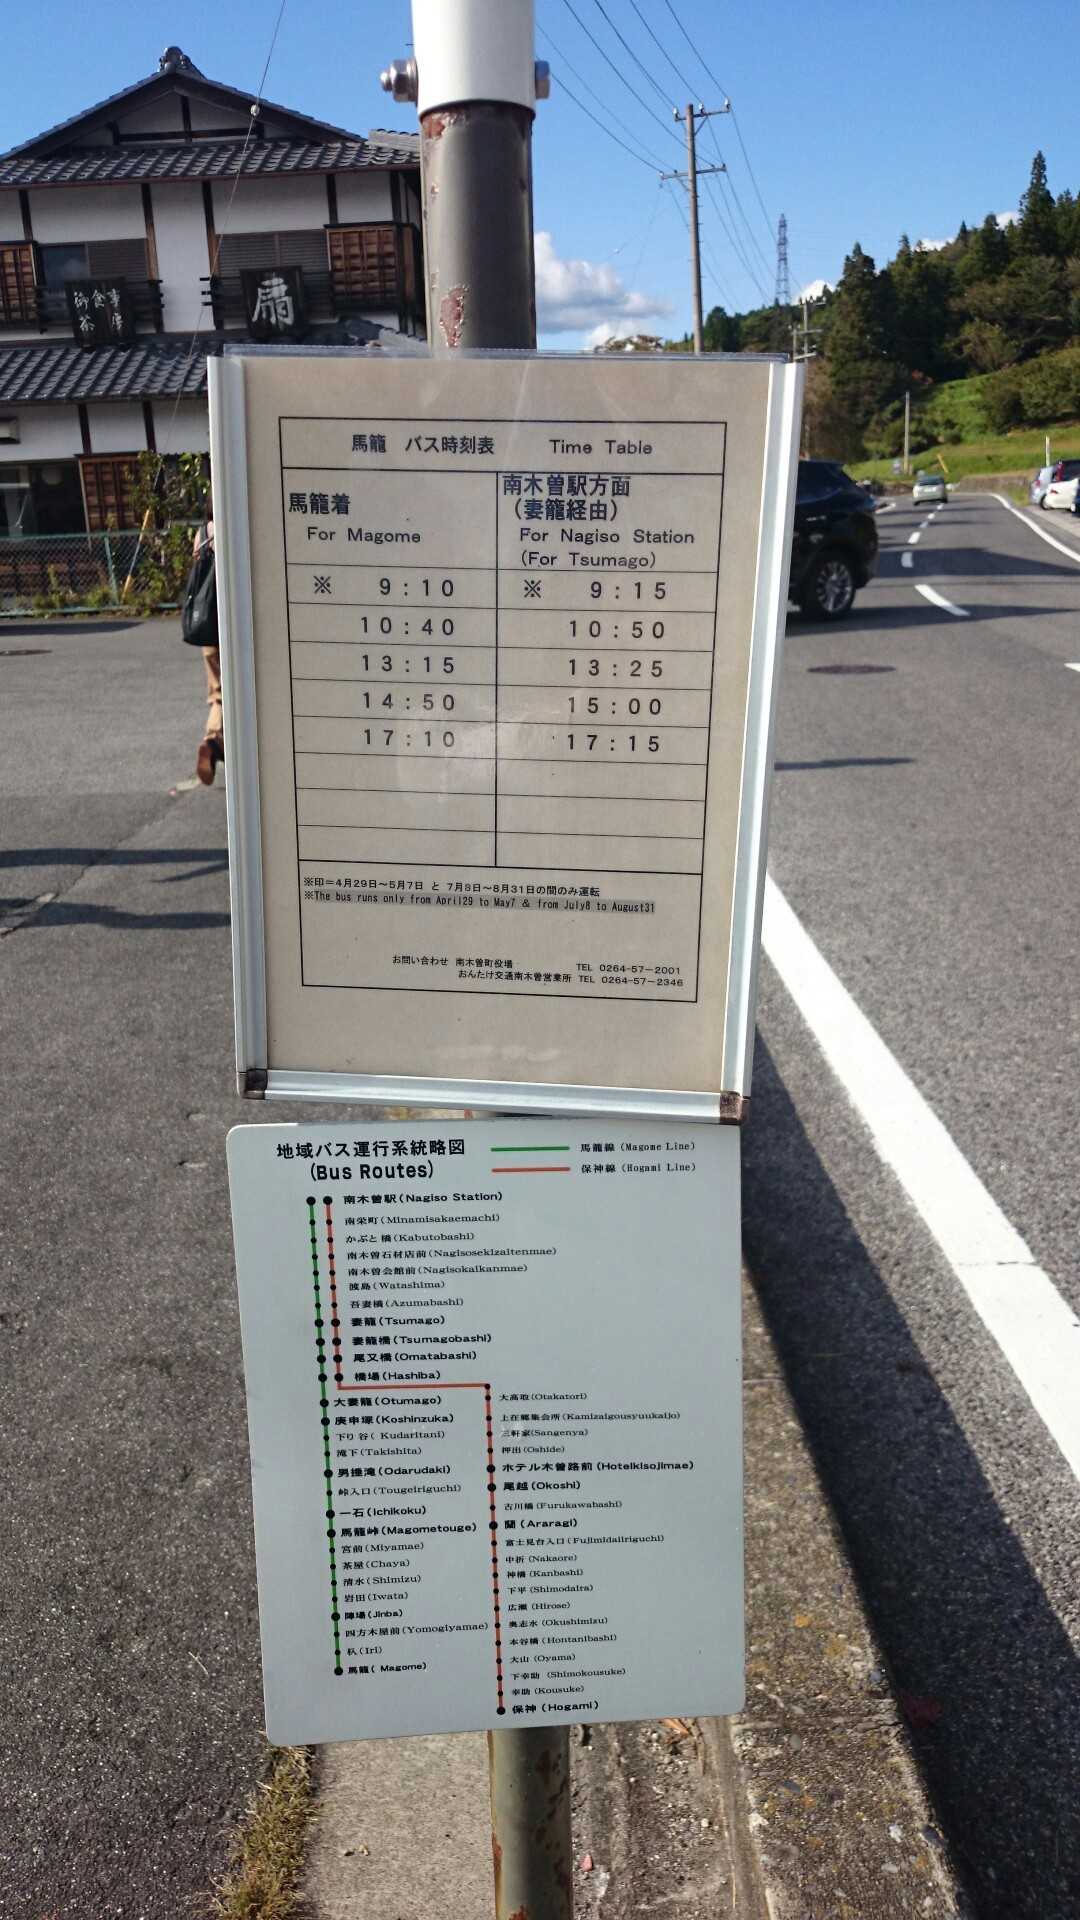 御食事
茶房
扇
馬籠 バス時刻表 Time Table
馬籠着
For Magome
南木曽駅方面
(妻籠経由)
For Nagiso Station
(For Tsumago)
※ 9:10 ※ 9:15
10:40 10:50
13:15 13:25
14:50 15:00
17:10 17:15
※印=4月29日~5月7日 と 7月8日~8月31日の間のみ運転
※The bus runs only from April29 to May7 & from July8 to August31
お問い合わせ 南木曽町役場 TEL 0264-57-2001
おんたけ交通南木曽営業所 TEL 0264-57-2346
地域バス運行系統略図
(Bus Routes)
馬籠線 (Magome Line)
保神線 (Hogami Line)
南木曽駅 (Nagiso Station)
南栄町 (Minamisakaemachi)
かぶと橋 (Kabutobashi)
南木曽石材店前 (Nagisosekizaitenmae)
南木曽会館前 (Nagisokaikanmae)
渡島 (Watashima)
吾妻橋 (Azumabashi)
妻籠 (Tsumago)
妻籠橋 (Tsumagobashi)
尾又橋 (Omatabashi)
橋場 (Hashiba)
大妻籠 (Otumago)
庚申塚 (Koshinzuka)
下り谷 ( Kudaritani)
滝下 (Takishita)
男捶滝 (Odarudaki)
峠入口 (Tougeiriguchi)
一石 (Ichikoku)
馬籠峠 (Magometouge)
宮前 (Miyamae)
茶屋 (Chaya)
清水 (Shimizu)
岩田 (Iwata)
陣場 (Jinba)
四方木屋前 (Yomogiyamae)
杁 (Iri)
馬籠 ( Magome)
大高取 (Otakatori)
上在郷集会所 (Kamizaigousyuukaijo)
三軒家 (Sangenya)
押出 (Oshide)
ホテル木曽路前 (Hotelkisojimae)
尾越 (Okoshi)
古川橋 (Furukawabashi)
蘭 (Araragi)
富士見台入口 (Fujimidaiiriguchi)
中折 (Nakaore)
神橋 (Kanbashi)
下平 (Shimodaira)
広瀬 (Hirose)
奥志水 (Okushimizu)
本谷橋 (Hontanibashi)
大山 (Oyama)
下幸助 (Shimokousuke)
幸助 (Kousuke)
保神 (Hogami)